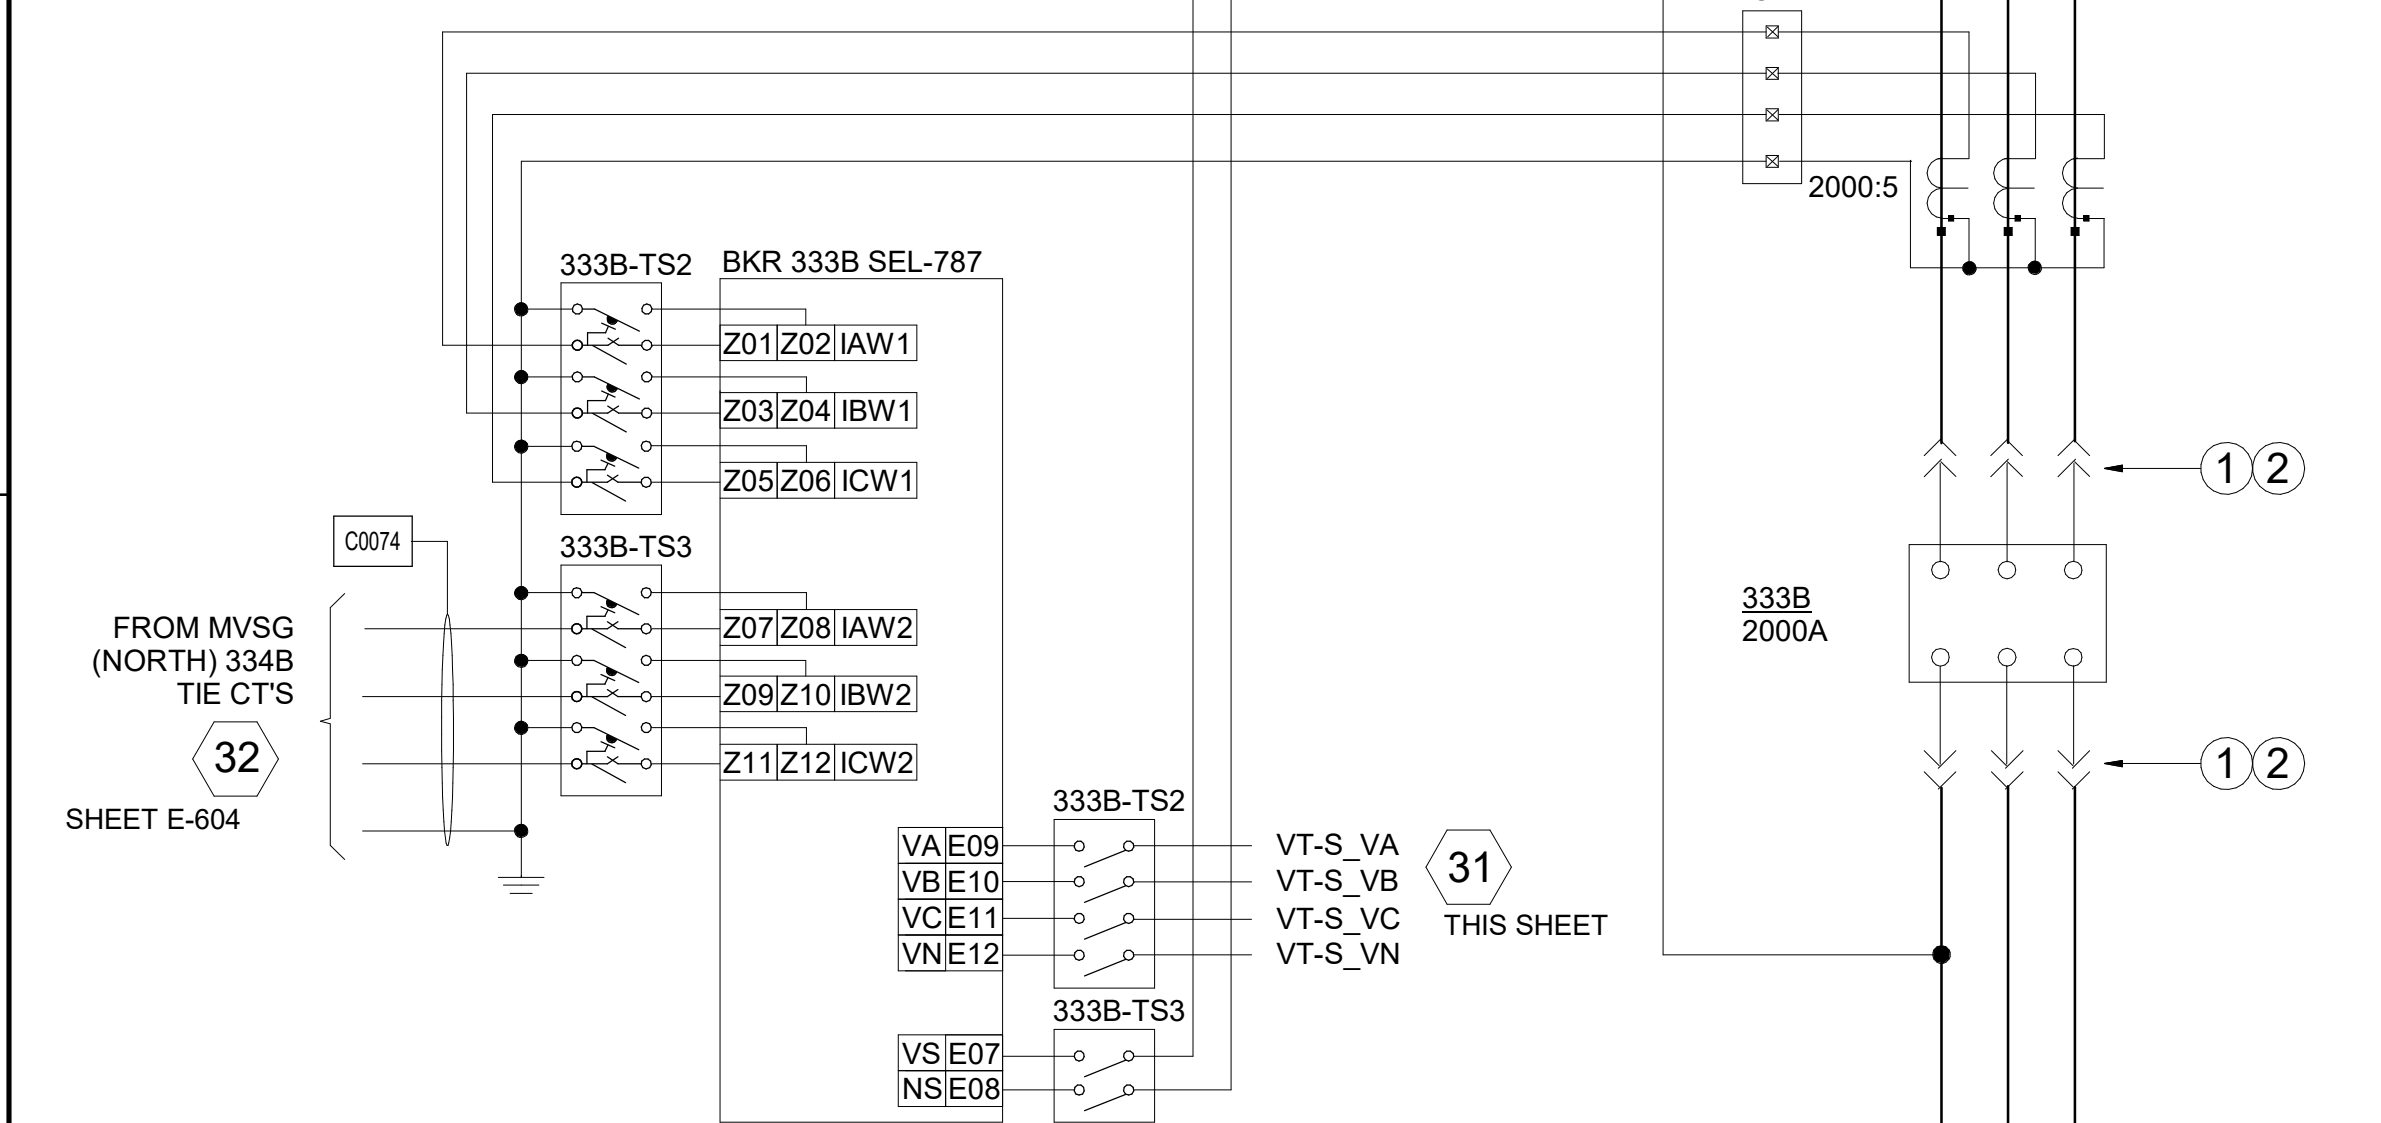 2000:5
333B-TS2
BKR 333B SEL-787
Z01 Z02 IAW1
Z03 Z04 IBW1
Z05 Z06 ICW1
1 2
C0074
333B-TS3
FROM MVSG
(NORTH) 334B
TIE CT'S
32
SHEET E-604
Z07 Z08 IAW2
Z09 Z10 IBW2
Z11 Z12 ICW2
333B
2000A
1 2
333B-TS2
VA E09
VB E10
VC E11
VN E12
VT-S_VA
VT-S_VB
VT-S_VC
VT-S_VN
31
THIS SHEET
333B-TS3
VS E07
NS E08